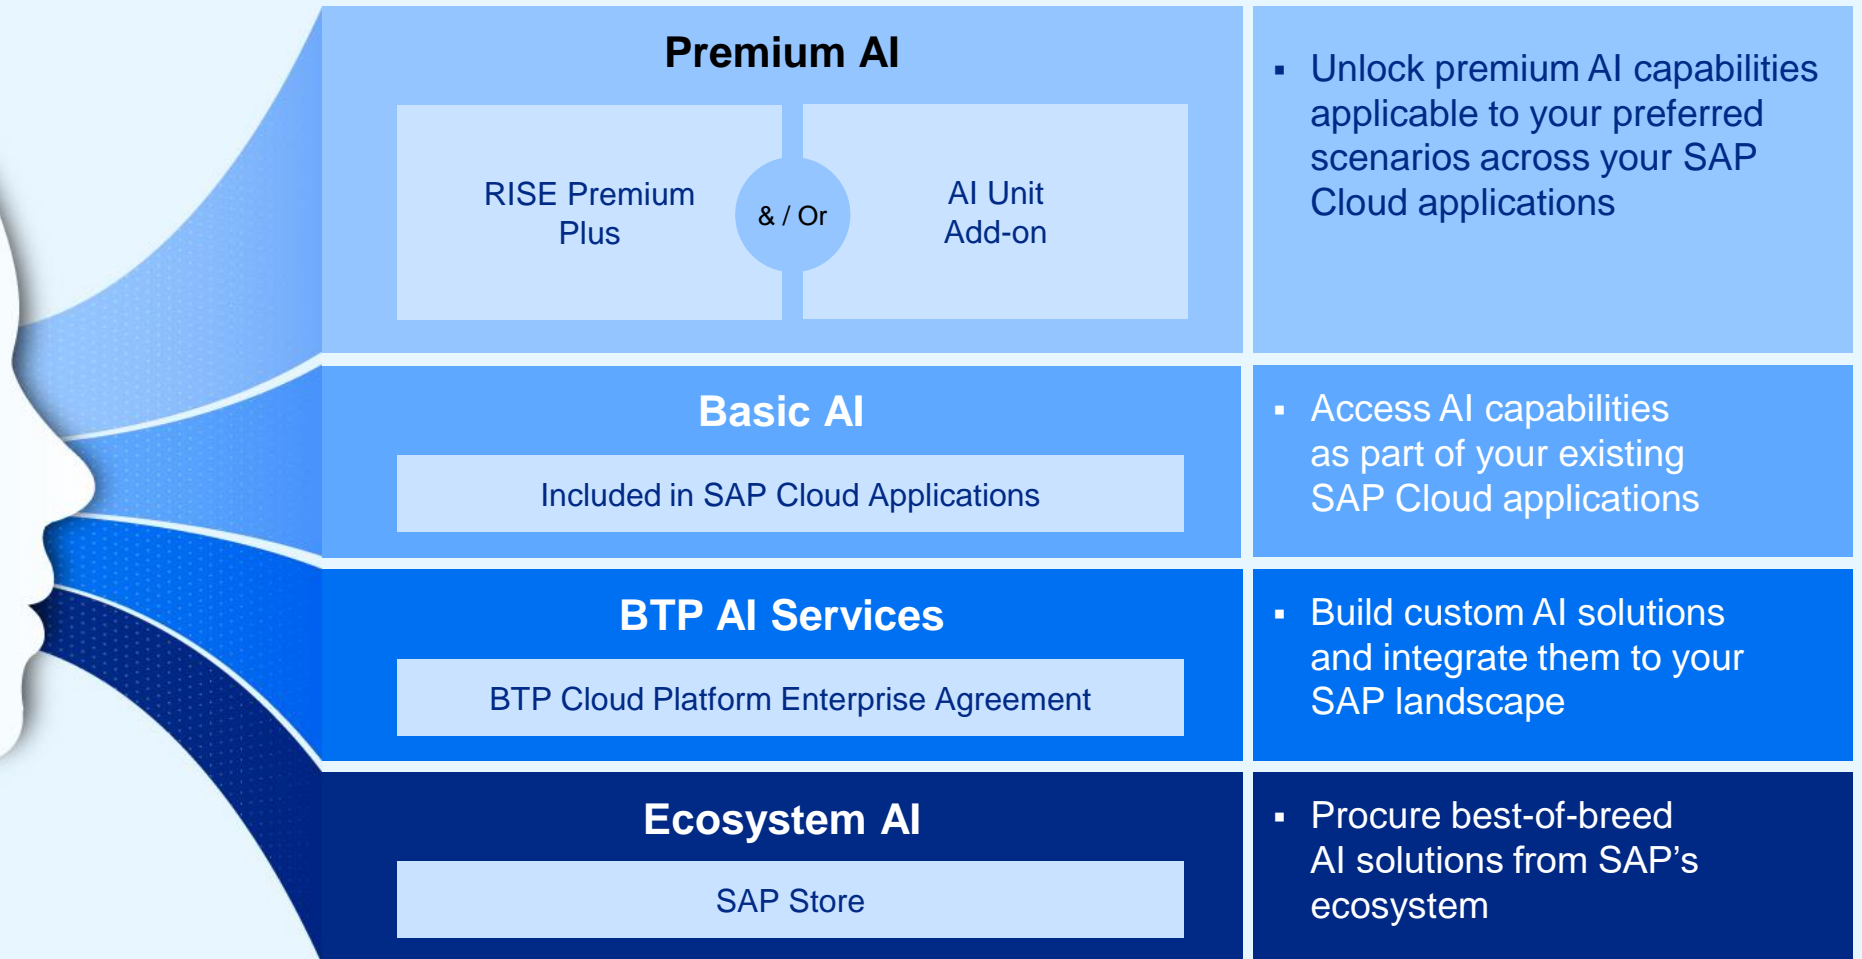 Premium AI
RISE Premium
Plus
& / Or
AI Unit
Add-on
▪ Unlock premium AI capabilities
applicable to your preferred
scenarios across your SAP
Cloud applications
Basic AI
Included in SAP Cloud Applications
▪ Access AI capabilities
as part of your existing
SAP Cloud applications
BTP AI Services
BTP Cloud Platform Enterprise Agreement
▪ Build custom AI solutions
and integrate them to your
SAP landscape
Ecosystem AI
SAP Store
▪ Procure best-of-breed
AI solutions from SAP’s
ecosystem